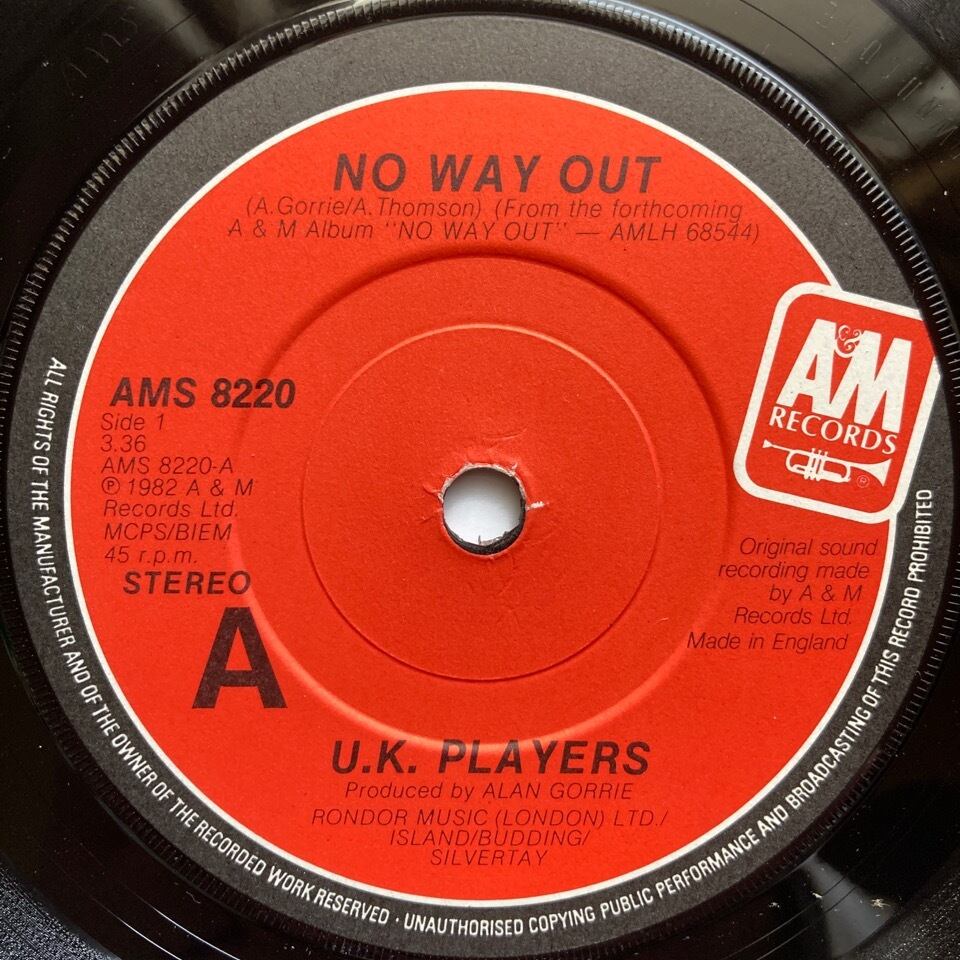 NO WAY OUT
(A.Gorrie/A.Thomson) (From the forthcoming
A & M Album "NO WAY OUT" — AMLH 68544)
A&M
RECORDS
®
AMS 8220
Side 1
3.36
AMS 8220-A
℗ 1982 A & M
Records Ltd.
MCPS/BIEM
45 r.p.m.
STEREO
A
Original sound
recording made
by A & M
Records Ltd.
Made in England
U.K. PLAYERS
Produced by ALAN GORRIE
RONDOR MUSIC (LONDON) LTD./
ISLAND/BUDDING/
SILVERTAY
ALL RIGHTS OF THE MANUFACTURER AND OF THE OWNER OF THE RECORDED WORK RESERVED · UNAUTHORISED COPYING PUBLIC PERFORMANCE AND BROADCASTING OF THIS RECORD PROHIBITED